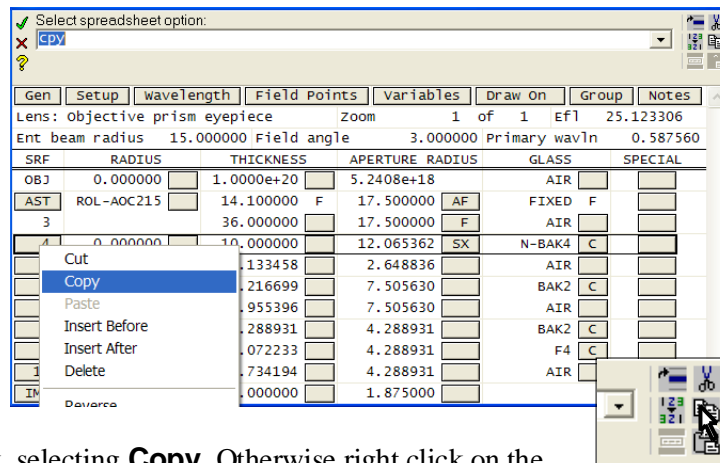 Select spreadsheet option:
cpy
Gen Setup Wavelength Field Points Variables Draw On Group Notes
Lens: Objective prism eyepiece Zoom 1 of 1 Efl 25.123306
Ent beam radius 15.000000 Field angle 3.000000 Primary wavln 0.587560
SRF RADIUS THICKNESS APERTURE RADIUS GLASS SPECIAL
OBJ 0.000000 1.0000e+20 5.2408e+18 AIR
AST ROL-AOC215 14.100000 F 17.500000 AF FIXED F
3 36.000000 17.500000 F AIR
4 0.000000 10.000000 12.065362 SX N-BAK4 C
Cut .133458 2.648836 AIR
Copy .216699 7.505630 BAK2 C
Paste .955396 7.505630 AIR
Insert Before .288931 4.288931 BAK2 C
Insert After .072233 4.288931 F4 C
1 Delete .734194 4.288931 AIR
IM .000000 1.875000
Reverse
selecting Copy. Otherwise right click on the